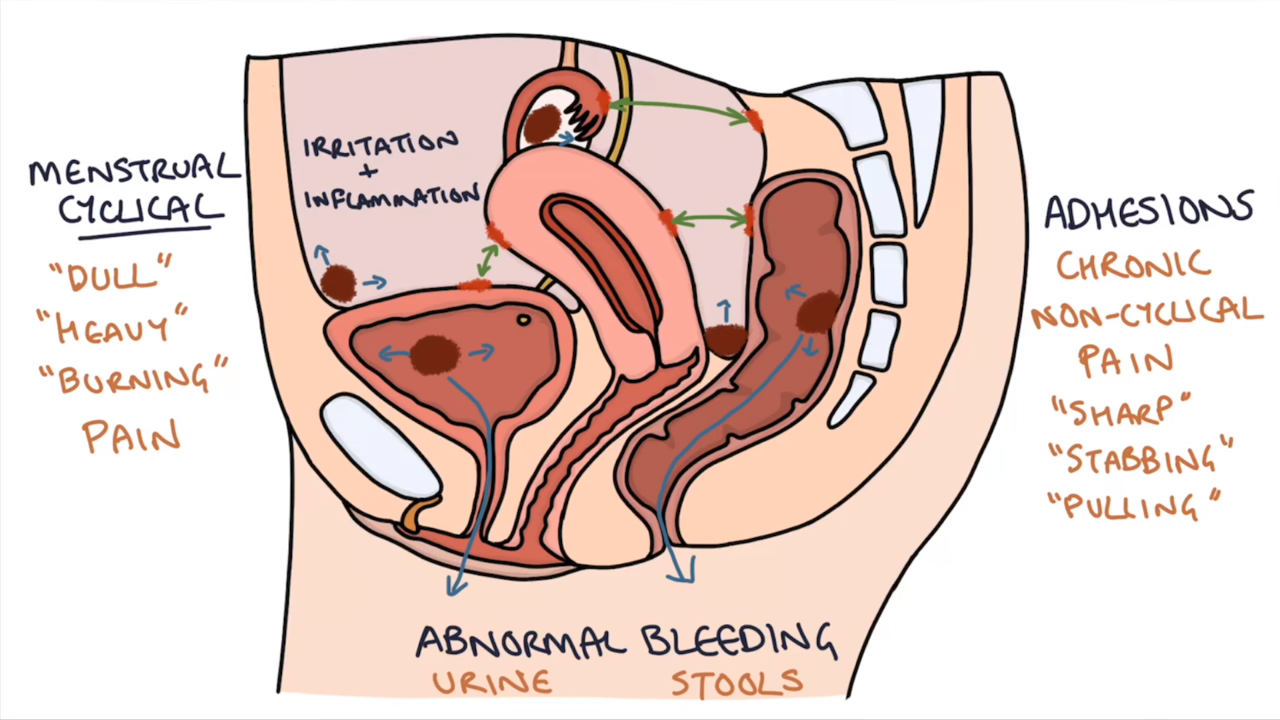 MENSTRUAL
CYCLICAL
"DULL"
"HEAVY"
"BURNING"
PAIN
IRRITATION
+
INFLAMMATION
ADHESIONS
CHRONIC
NON-CYCLICAL
PAIN
"SHARP"
"STABBING"
"PULLING"
ABNORMAL BLEEDING
URINE STOOLS